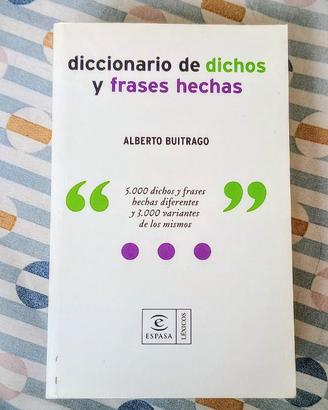 diccionario de dichos
y frases hechas
ALBERTO BUITRAGO
“ ”
5.000 dichos y frases
hechas diferentes
y 3.000 variantes
de los mismos
e
ESPASA
LÉXICOS